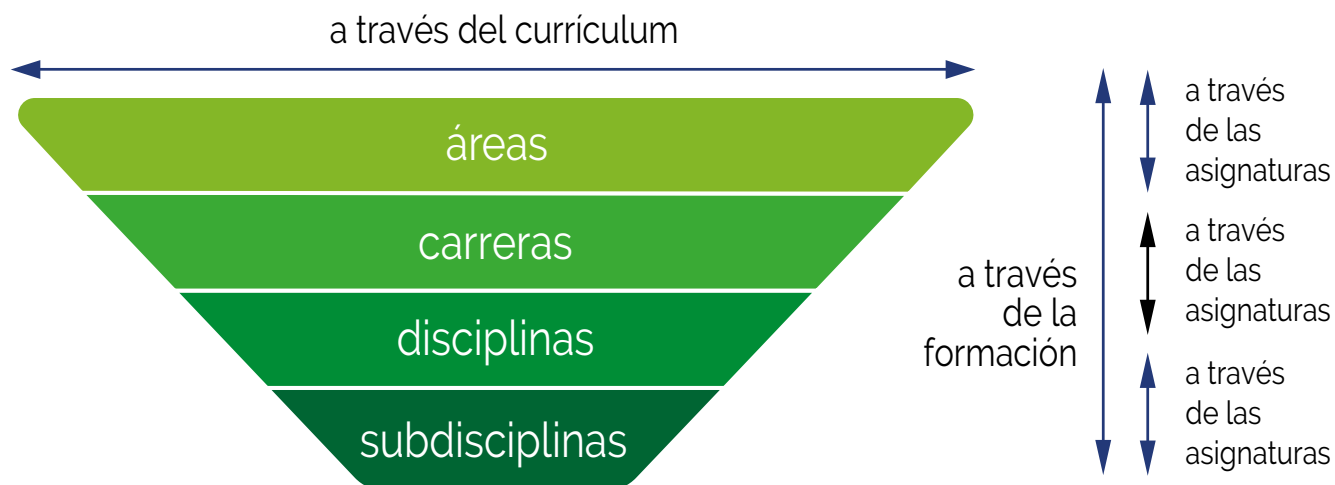 a través del currículum
áreas
carreras
disciplinas
subdisciplinas
a través
de la
formación
a través
de las
asignaturas
a través
de las
asignaturas
a través
de las
asignaturas